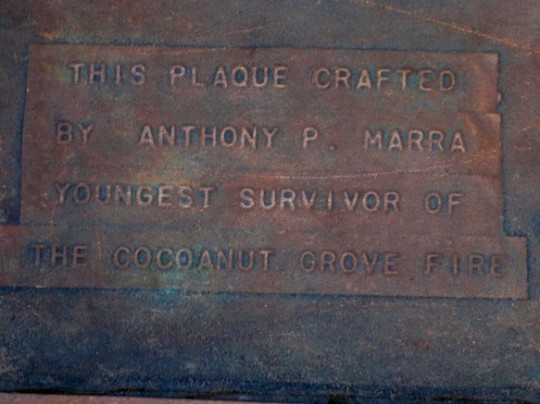 THIS PLAQUE CRAFTED
BY ANTHONY P. MARRA
YOUNGEST SURVIVOR OF
THE COCOANUT GROVE FIRE